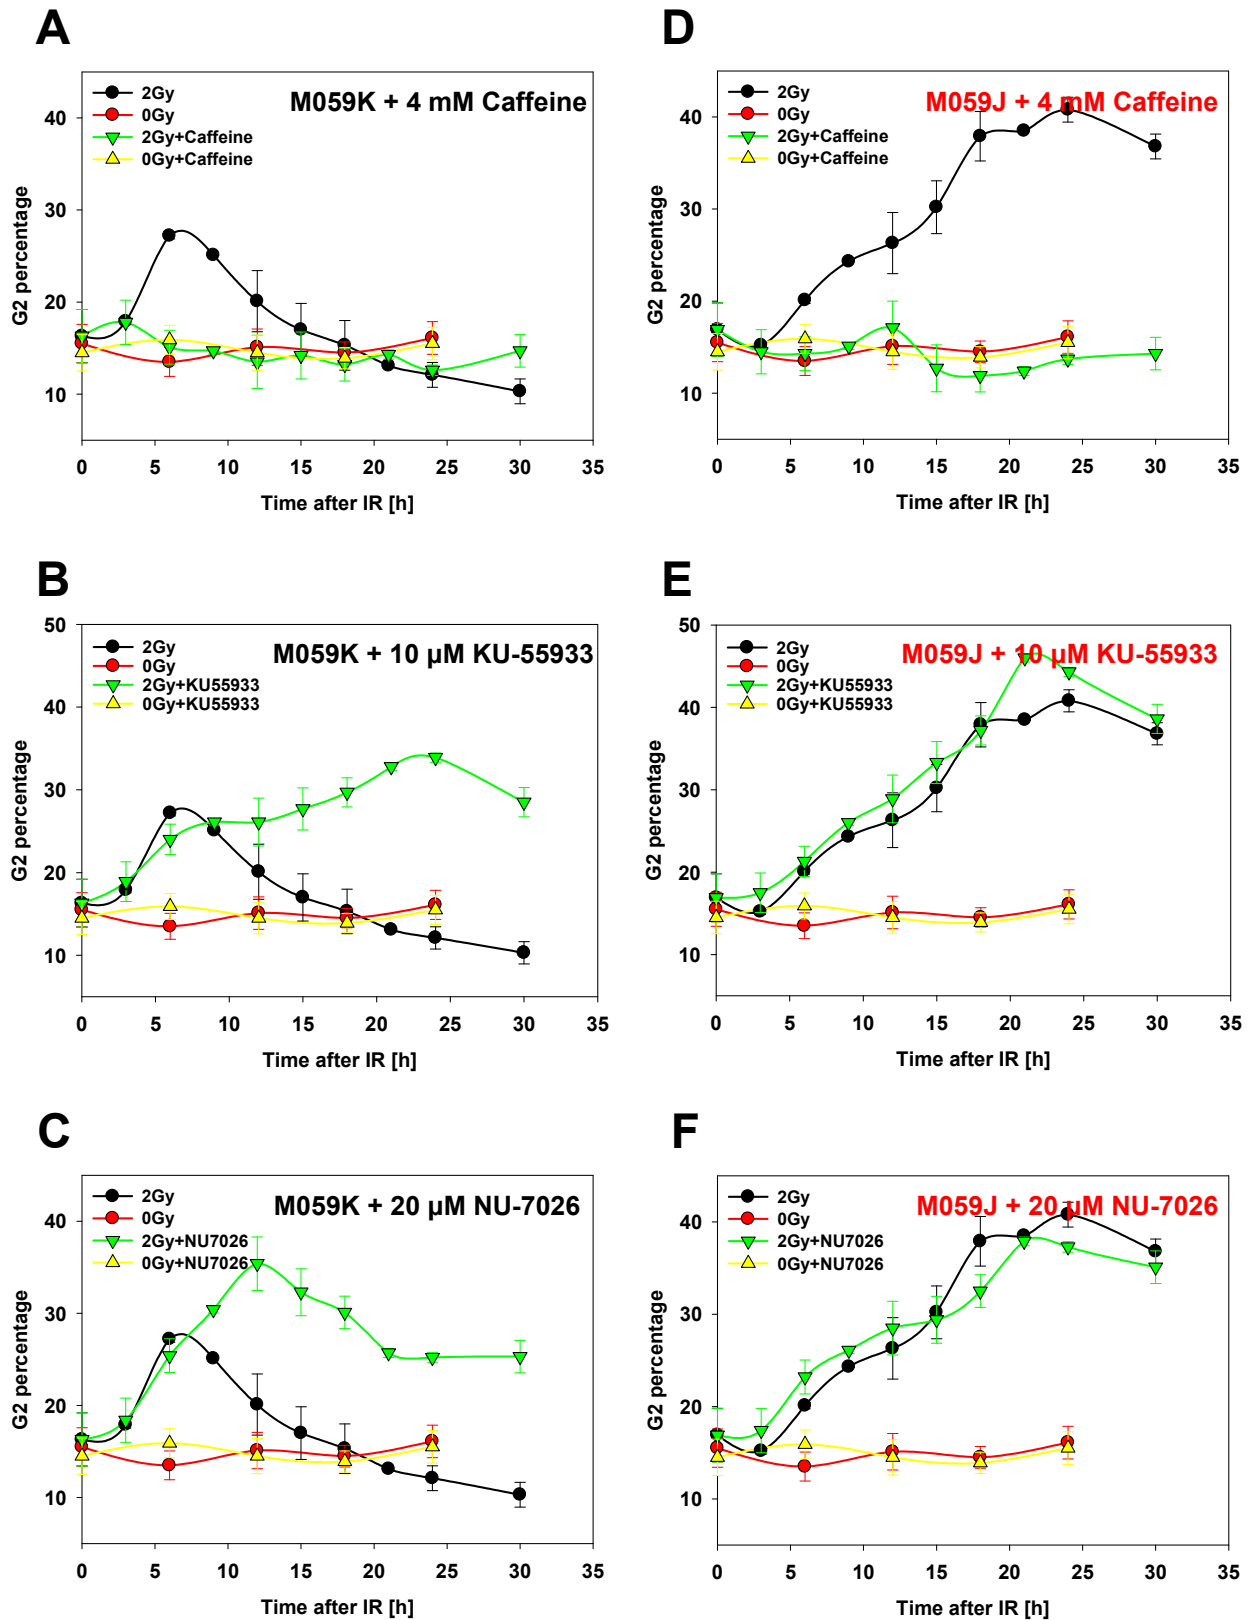 A
M059K + 4 mM Caffeine
2Gy
0Gy
2Gy+Caffeine
0Gy+Caffeine
G2 percentage
40
30
20
10
0 5 10 15 20 25 30 35
Time after IR [h]
D
M059J + 4 mM Caffeine
2Gy
0Gy
2Gy+Caffeine
0Gy+Caffeine
G2 percentage
40
30
20
10
0 5 10 15 20 25 30 35
Time after IR [h]
B
M059K + 10 µM KU-55933
2Gy
0Gy
2Gy+KU55933
0Gy+KU55933
G2 percentage
50
40
30
20
10
0 5 10 15 20 25 30 35
Time after IR [h]
E
M059J + 10 µM KU-55933
2Gy
0Gy
2Gy+KU55933
0Gy+KU55933
G2 percentage
50
40
30
20
10
0 5 10 15 20 25 30 35
Time after IR [h]
C
M059K + 20 µM NU-7026
2Gy
0Gy
2Gy+NU7026
0Gy+NU7026
G2 percentage
40
30
20
10
0 5 10 15 20 25 30 35
Time after IR [h]
F
M059J + 20 µM NU-7026
2Gy
0Gy
2Gy+NU7026
0Gy+NU7026
G2 percentage
40
30
20
10
0 5 10 15 20 25 30 35
Time after IR [h]